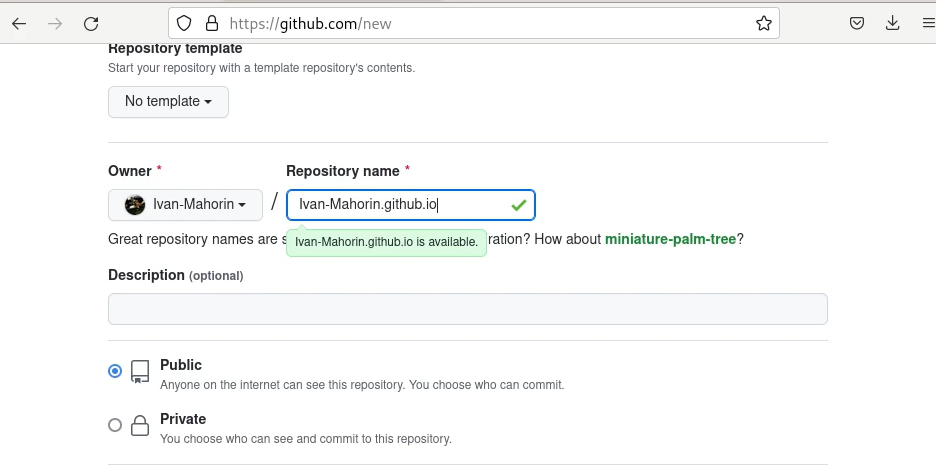 https://github.com/new
Repository template
Start your repository with a template repository's contents.
No template
Owner *
Repository name *
Ivan-Mahorin
/
Ivan-Mahorin.github.io
Great repository names are s
ration? How about miniature-palm-tree?
Ivan-Mahorin.github.io is available.
Description (optional)
Public
Anyone on the internet can see this repository. You choose who can commit.
Private
You choose who can see and commit to this repository.